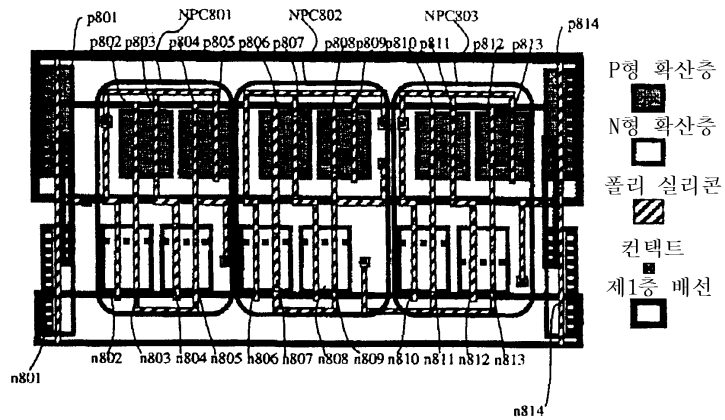 p801 NPC801 NPC802 NPC803 p814
p802 p803 p804 p805 p806 p807 p808 p809 p810 p811 p812 p813
P형 확산층
N형 확산층
폴리 실리콘
컨택트
제1층 배선
n802 n803 n804 n805 n806 n807 n808 n809 n810 n811 n812 n813
n801
n814